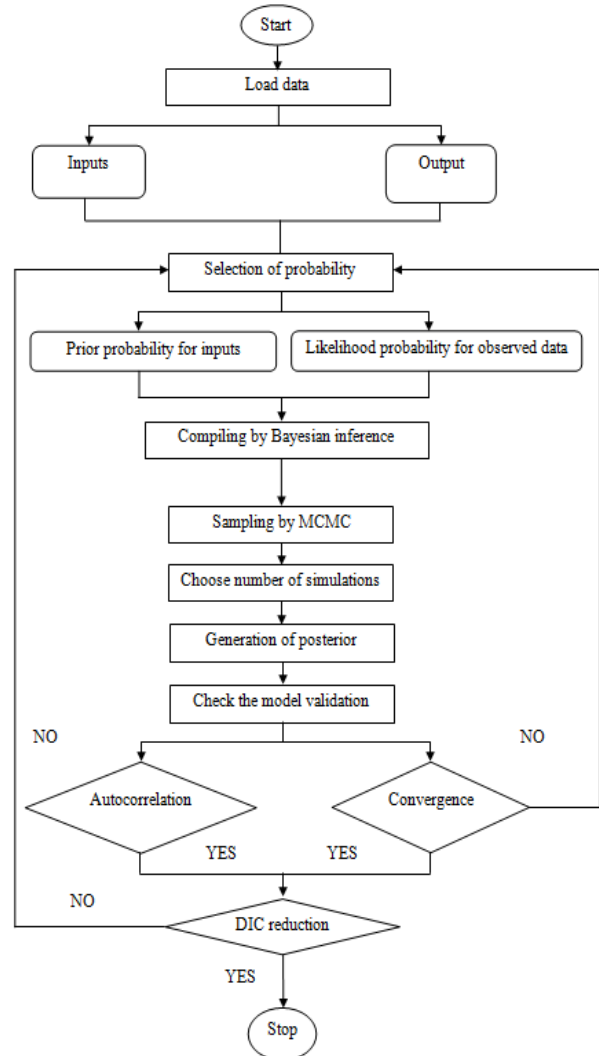 Start
Load data
Inputs
Output
Selection of probability
Prior probability for inputs
Likelihood probability for observed data
Compiling by Bayesian inference
Sampling by MCMC
Choose number of simulations
Generation of posterior
Check the model validation
NO
NO
Autocorrelation
Convergence
YES
YES
NO
DIC reduction
YES
Stop